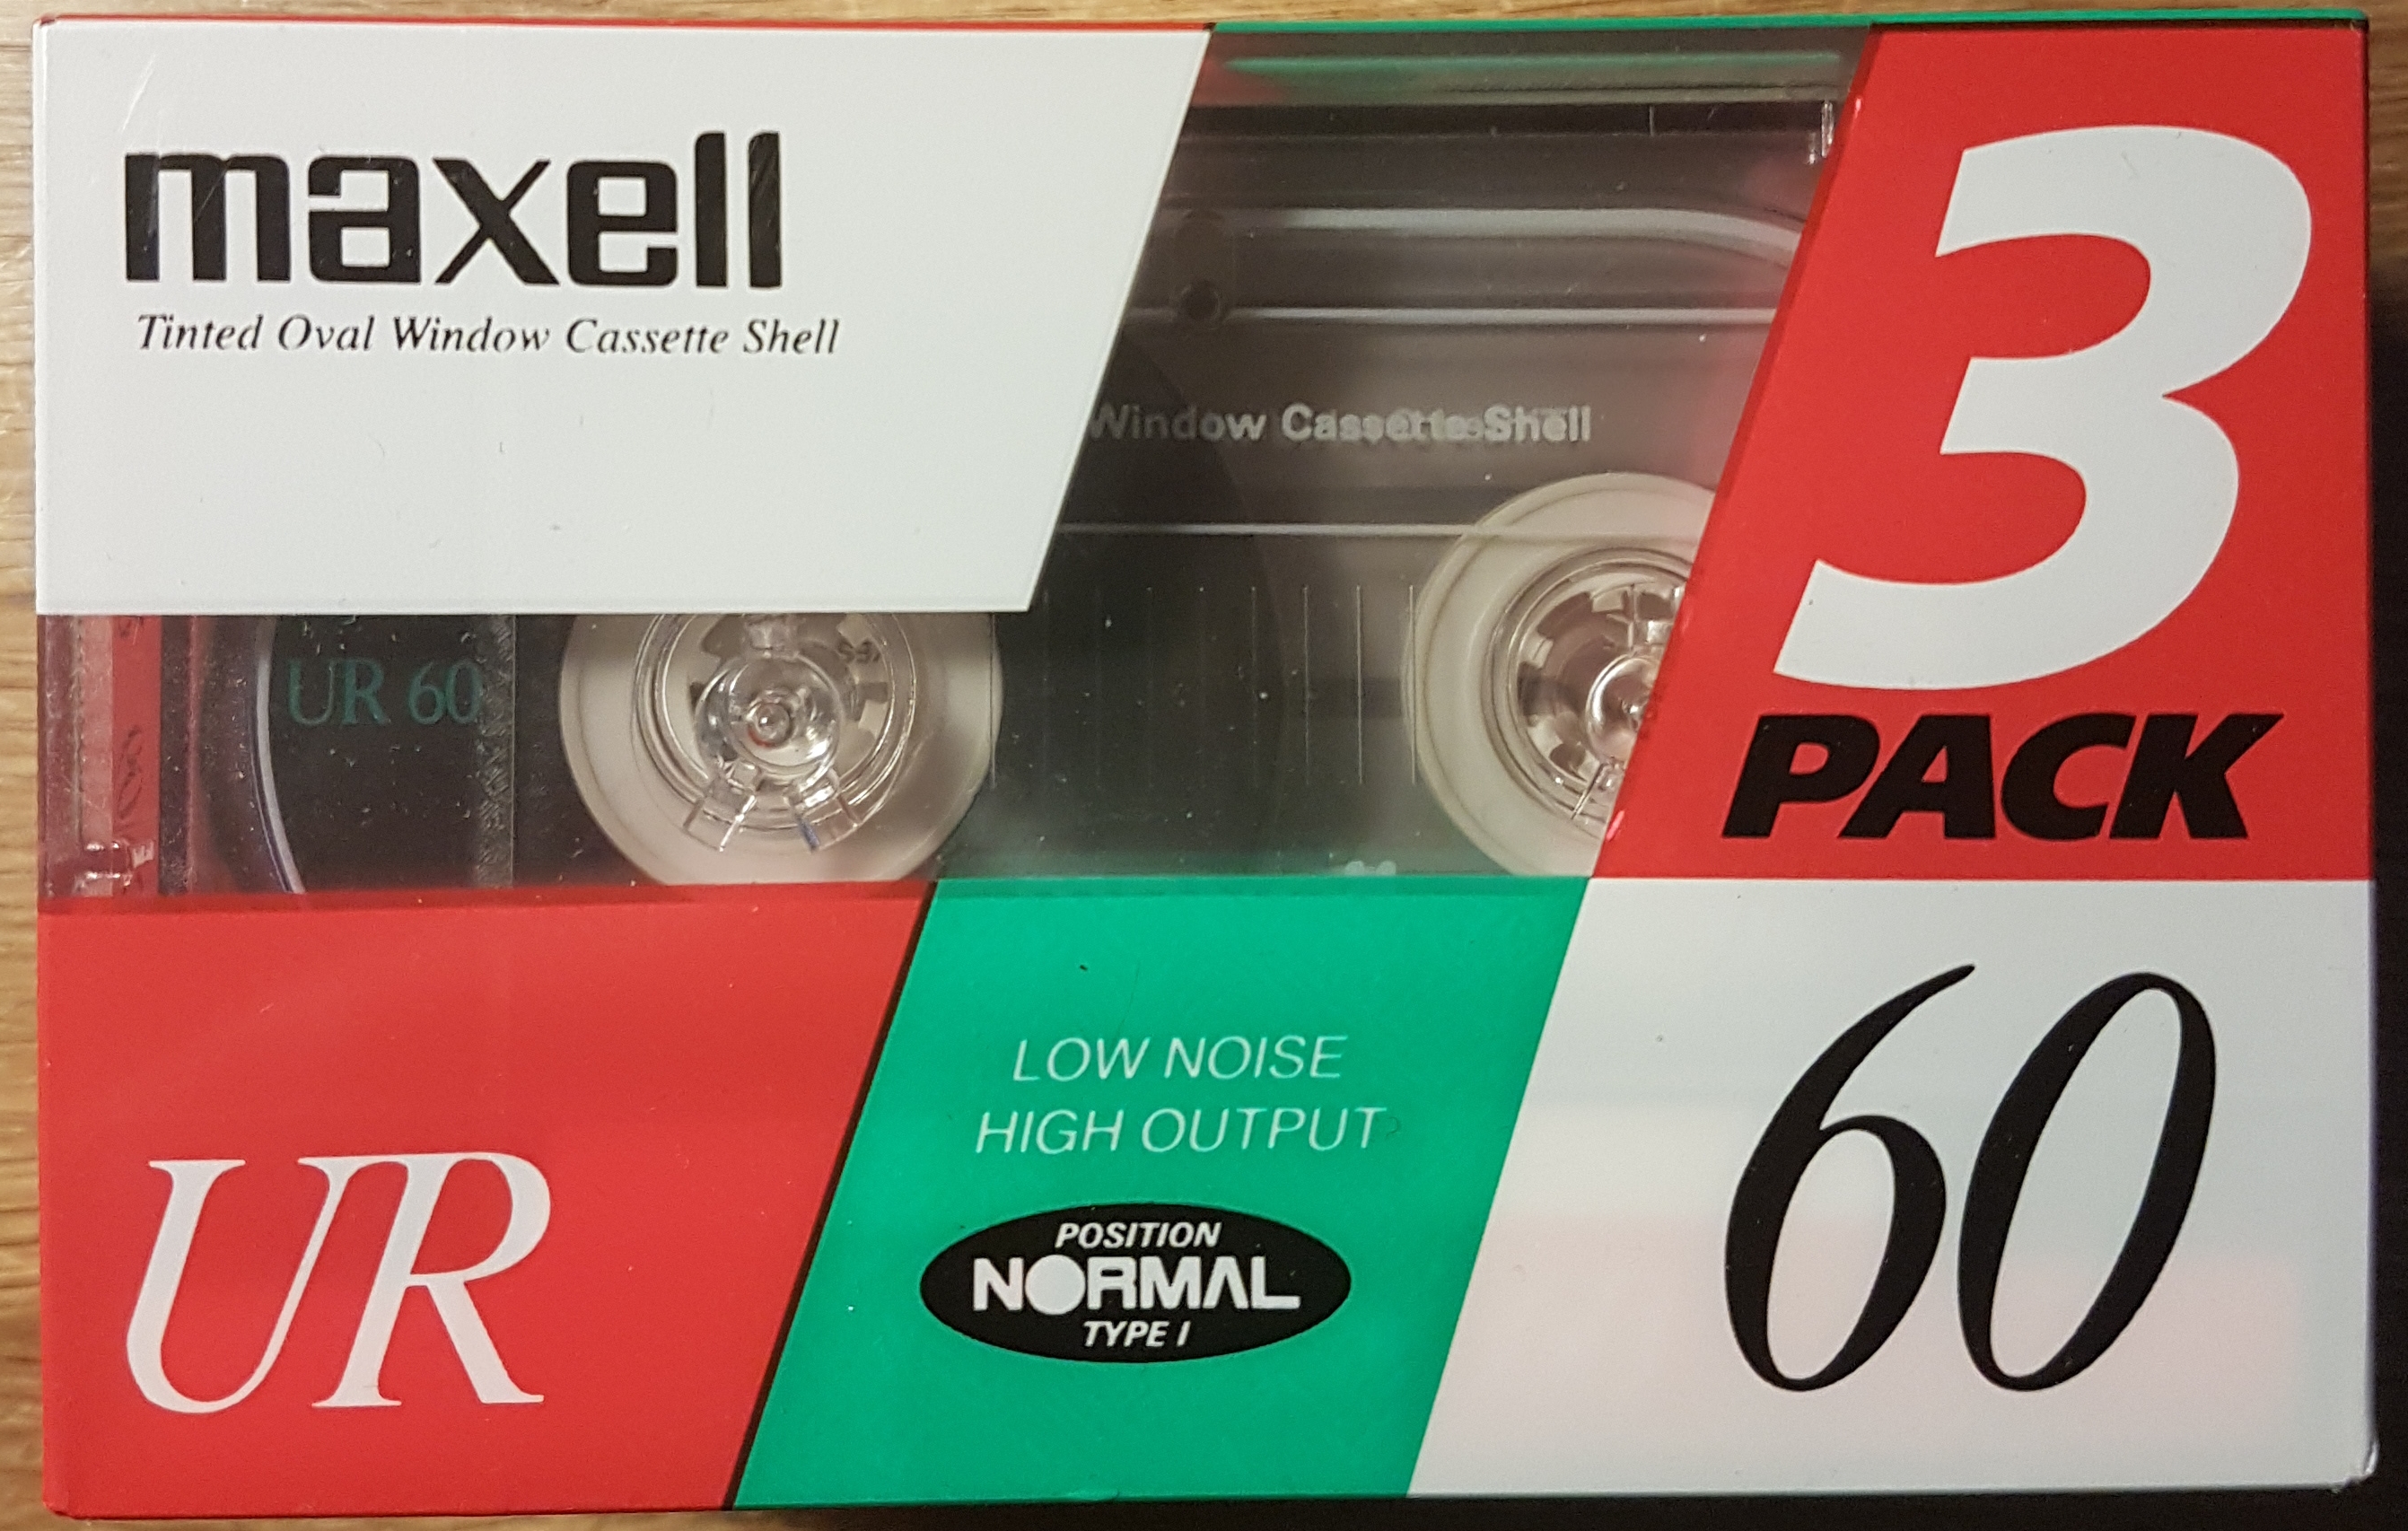 maxell
Tinted Oval Window Cassette Shell
3
PACK
Window Cassette Shell
UR 60
UR
LOW NOISE
HIGH OUTPUT
POSITION
NORMAL
TYPE I
60